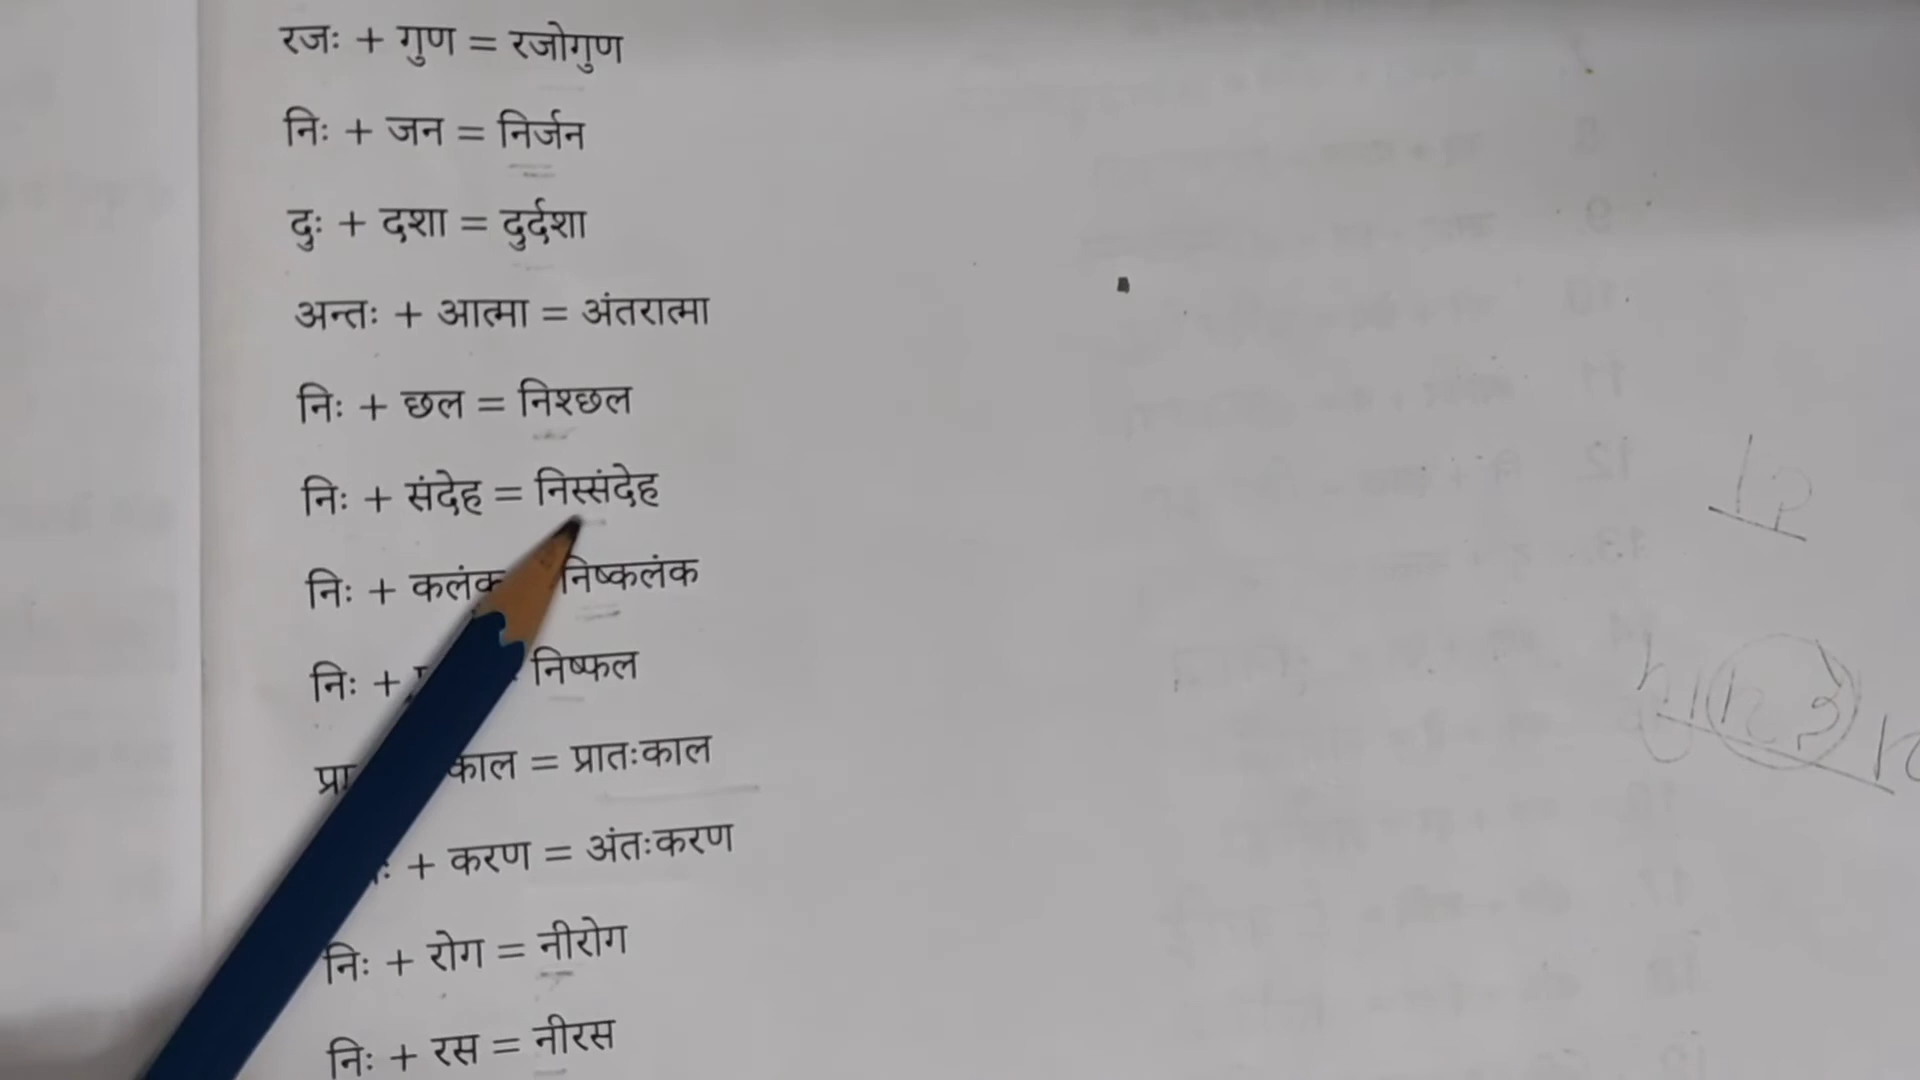 रजः + गुण = रजोगुण
निः + जन = निर्जन
दुः + दशा = दुर्दशा
अन्तः + आत्मा = अंतरात्मा
निः + छल = निश्छल
निः + संदेह = निस्संदेह
निः + कलंक निष्कलंक
निः + निष्फल
काल = प्रातःकाल
+ करण = अंतःकरण
निः + रोग = नीरोग
निः + रस = नीरस